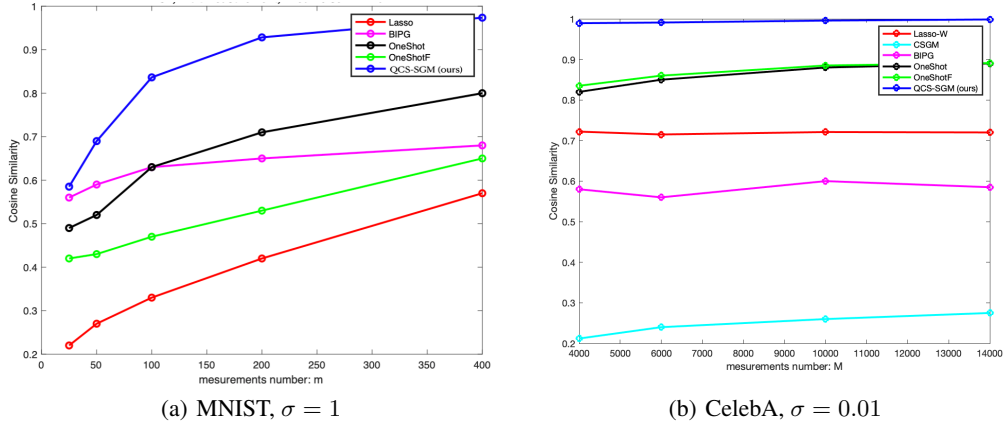 1
0.9
0.8
0.7
0.6
0.5
0.4
0.3
0.2
Cosine Similarity
0 50 100 150 200 250 300 350 400
mesurements number: m
Lasso
BIPG
OneShot
OneShotF
QCS-SGM (ours)
(a) MNIST, σ = 1
1
0.9
0.8
0.7
0.6
0.5
0.4
0.3
0.2
Cosine Similarity
4000 5000 6000 7000 8000 9000 10000 11000 12000 13000 14000
mesurements number: M
Lasso-W
CSGM
BIPG
OneShot
OneShotF
QCS-SGM (ours)
(b) CelebA, σ = 0.01